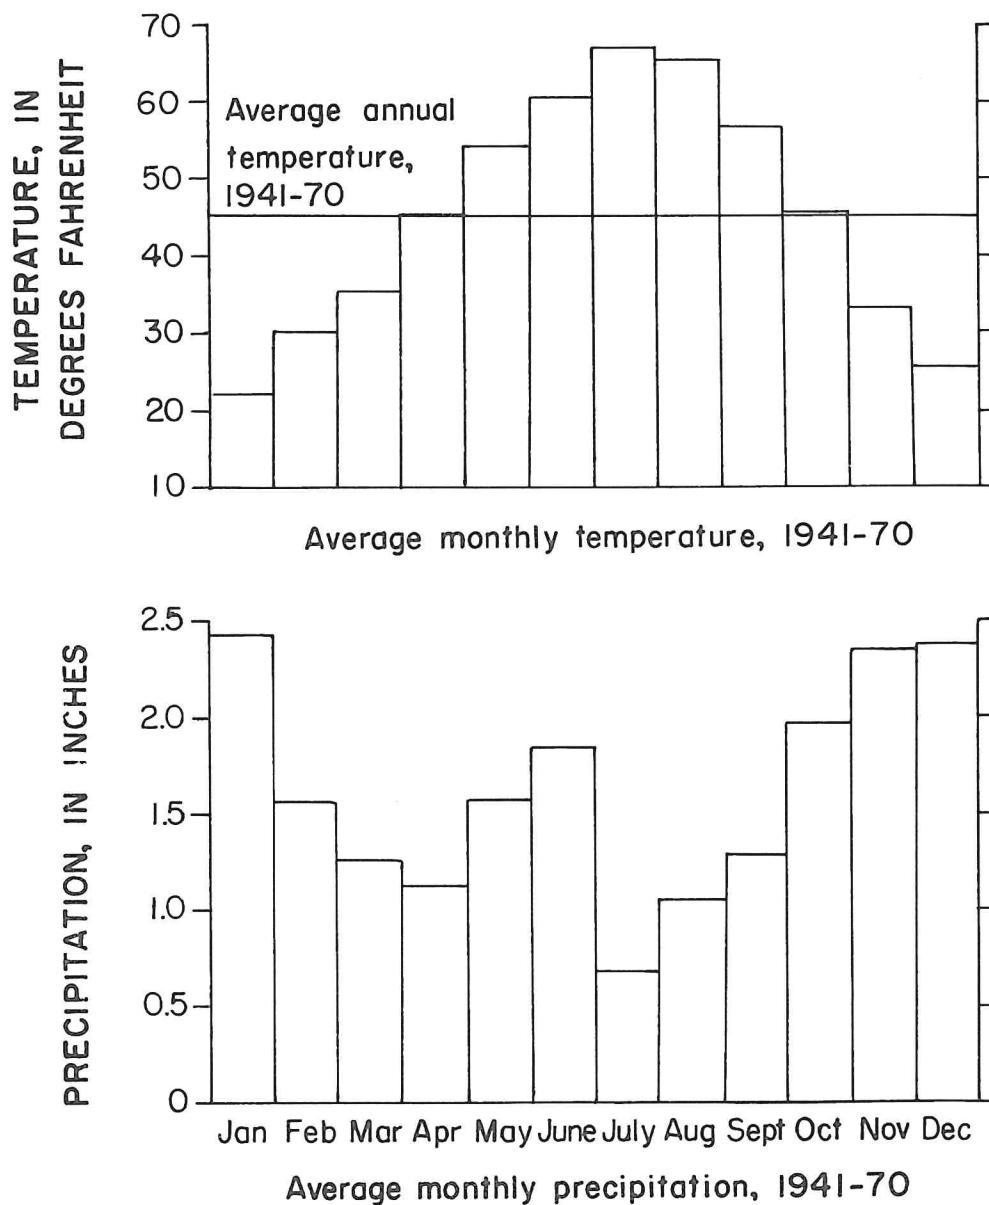 TEMPERATURE, IN
DEGREES FAHRENHEIT
70
60
50
40
30
20
10
Average annual
temperature,
1941-70
Average monthly temperature, 1941-70
PRECIPITATION, IN INCHES
2.5
2.0
1.5
1.0
0.5
0
Jan Feb Mar Apr May June July Aug Sept Oct Nov Dec
Average monthly precipitation, 1941-70